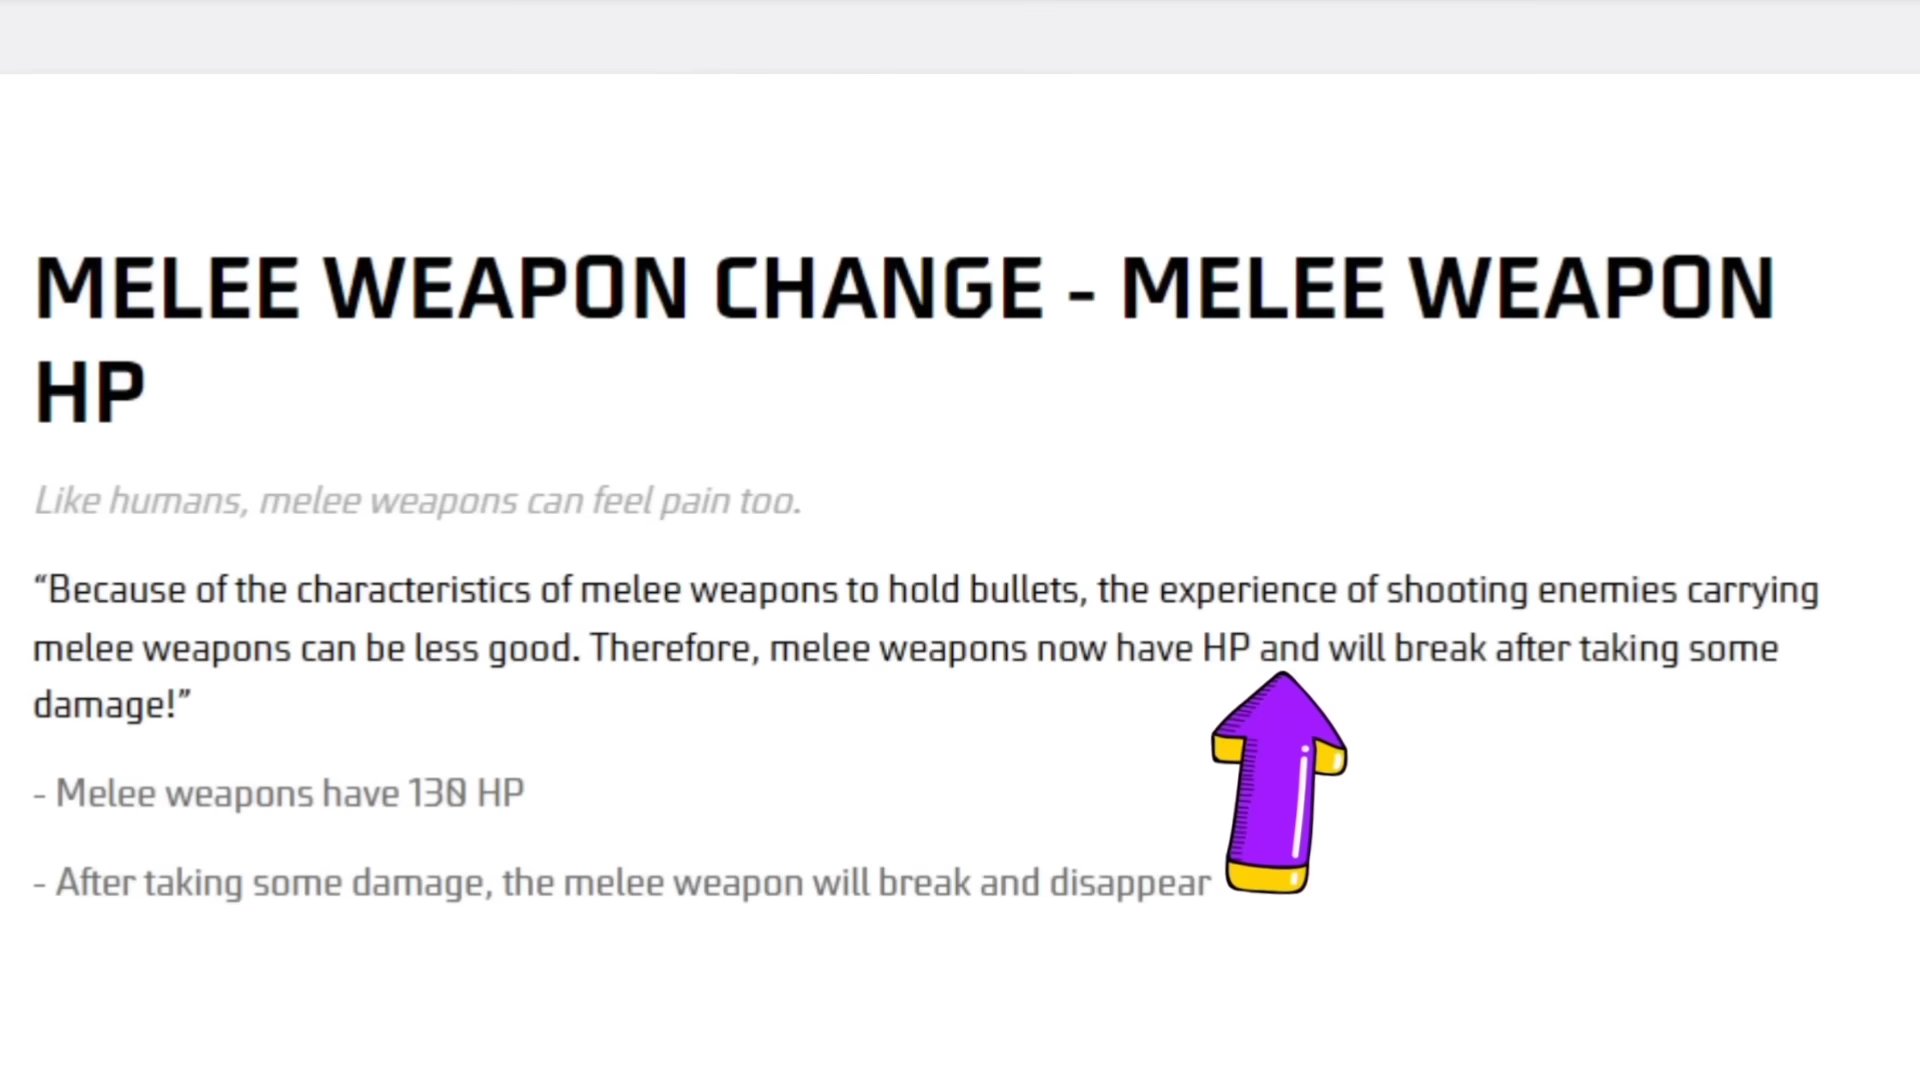 MELEE WEAPON CHANGE - MELEE WEAPON
HP
Like humans, melee weapons can feel pain too.
“Because of the characteristics of melee weapons to hold bullets, the experience of shooting enemies carrying
melee weapons can be less good. Therefore, melee weapons now have HP and will break after taking some
damage!”
- Melee weapons have 130 HP
- After taking some damage, the melee weapon will break and disappear